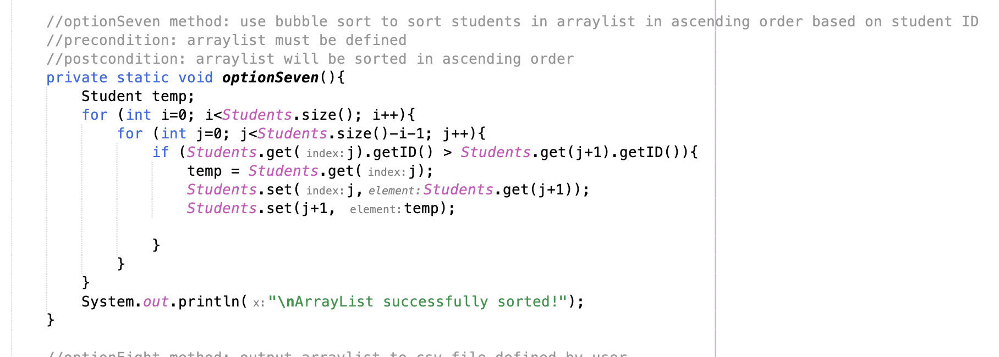 //optionSeven method: use bubble sort to sort students in arraylist in ascending order based on student ID
//precondition: arraylist must be defined
//postcondition: arraylist will be sorted in ascending order
private static void optionSeven(){
    Student temp;
    for (int i=0; i<Students.size(); i++){
        for (int j=0; j<Students.size()-i-1; j++){
            if (Students.get( index: j).getID() > Students.get(j+1).getID()){
                temp = Students.get( index: j);
                Students.set( index: j, element: Students.get(j+1));
                Students.set(j+1,  element: temp);
            }
        }
    }
    System.out.println( x: "\nArrayList successfully sorted!");
}
//optionEight method: output arraylist to csv file defined by user